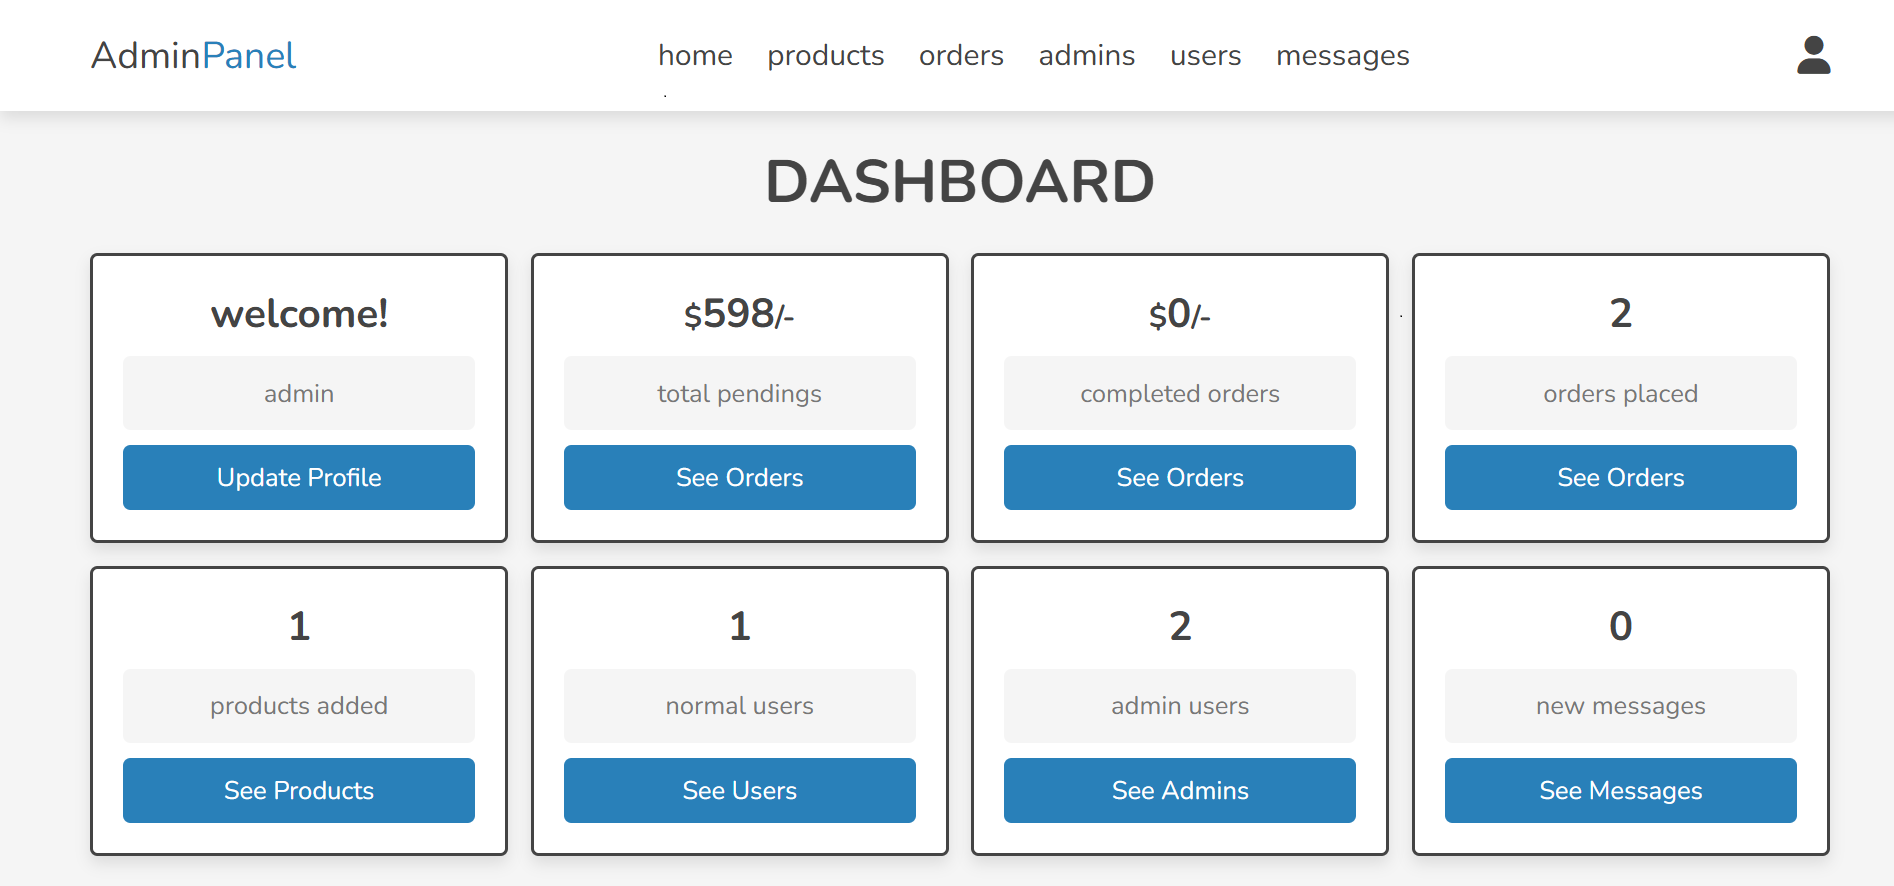 AdminPanel
home products orders admins users messages
DASHBOARD
welcome!
admin
Update Profile
$598/-
total pendings
See Orders
$0/-
completed orders
See Orders
2
orders placed
See Orders
1
products added
See Products
1
normal users
See Users
2
admin users
See Admins
0
new messages
See Messages